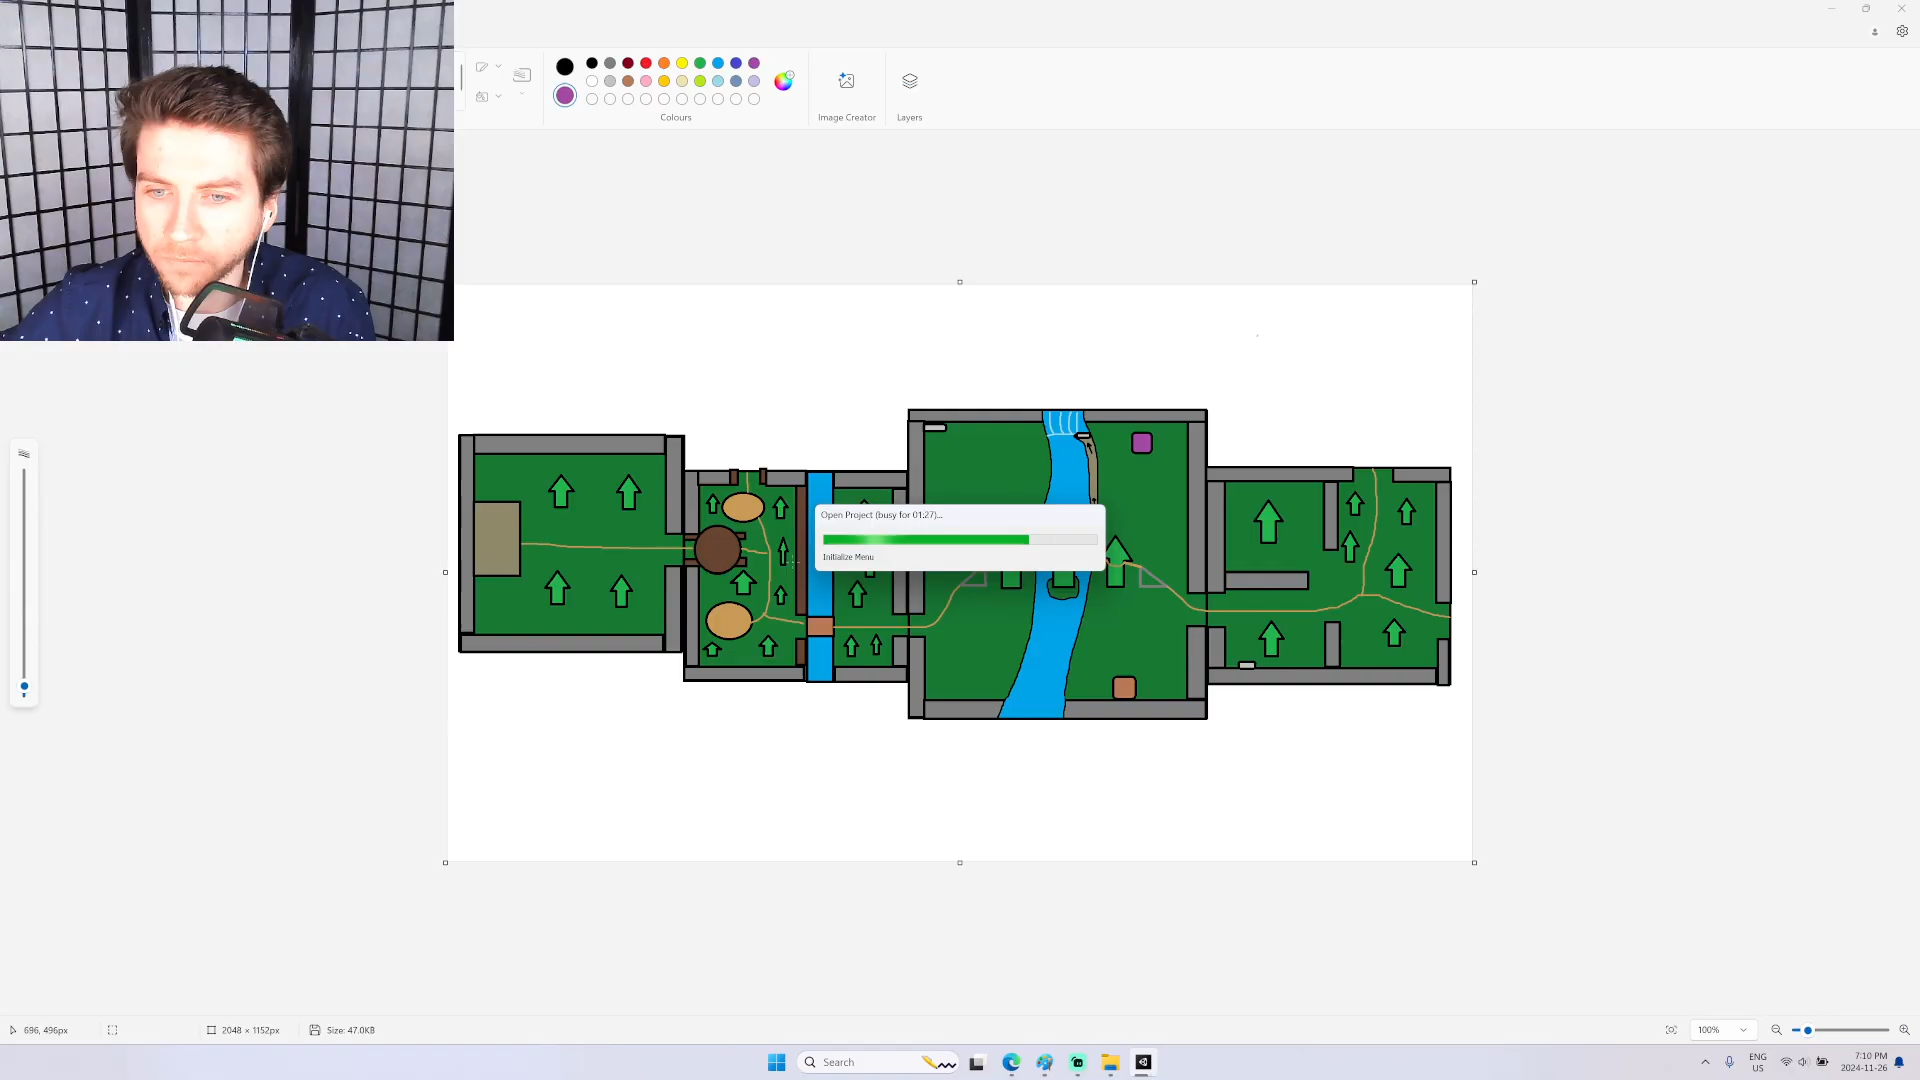 Colours
Image Creator
Layers
Open Project (busy for 01:27)...
Initialize Menu
696, 496px
2048 × 1152px
Size: 47.0KB
100%
Search
ENG
US
7:10 PM
2024-11-26